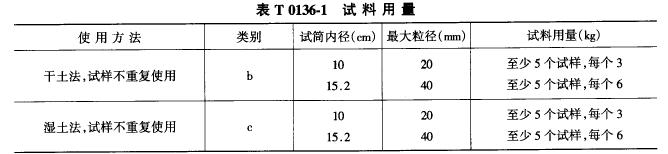 表 T 0136-1 试料用量
使用方法 类别 试筒内径(cm) 最大粒径(mm) 试料用量(kg)
干土法,试样不重复使用 b 10 20 至少5个试样,每个3
15.2 40 至少5个试样,每个6
湿土法,试样不重复使用 c 10 20 至少5个试样,每个3
15.2 40 至少5个试样,每个6